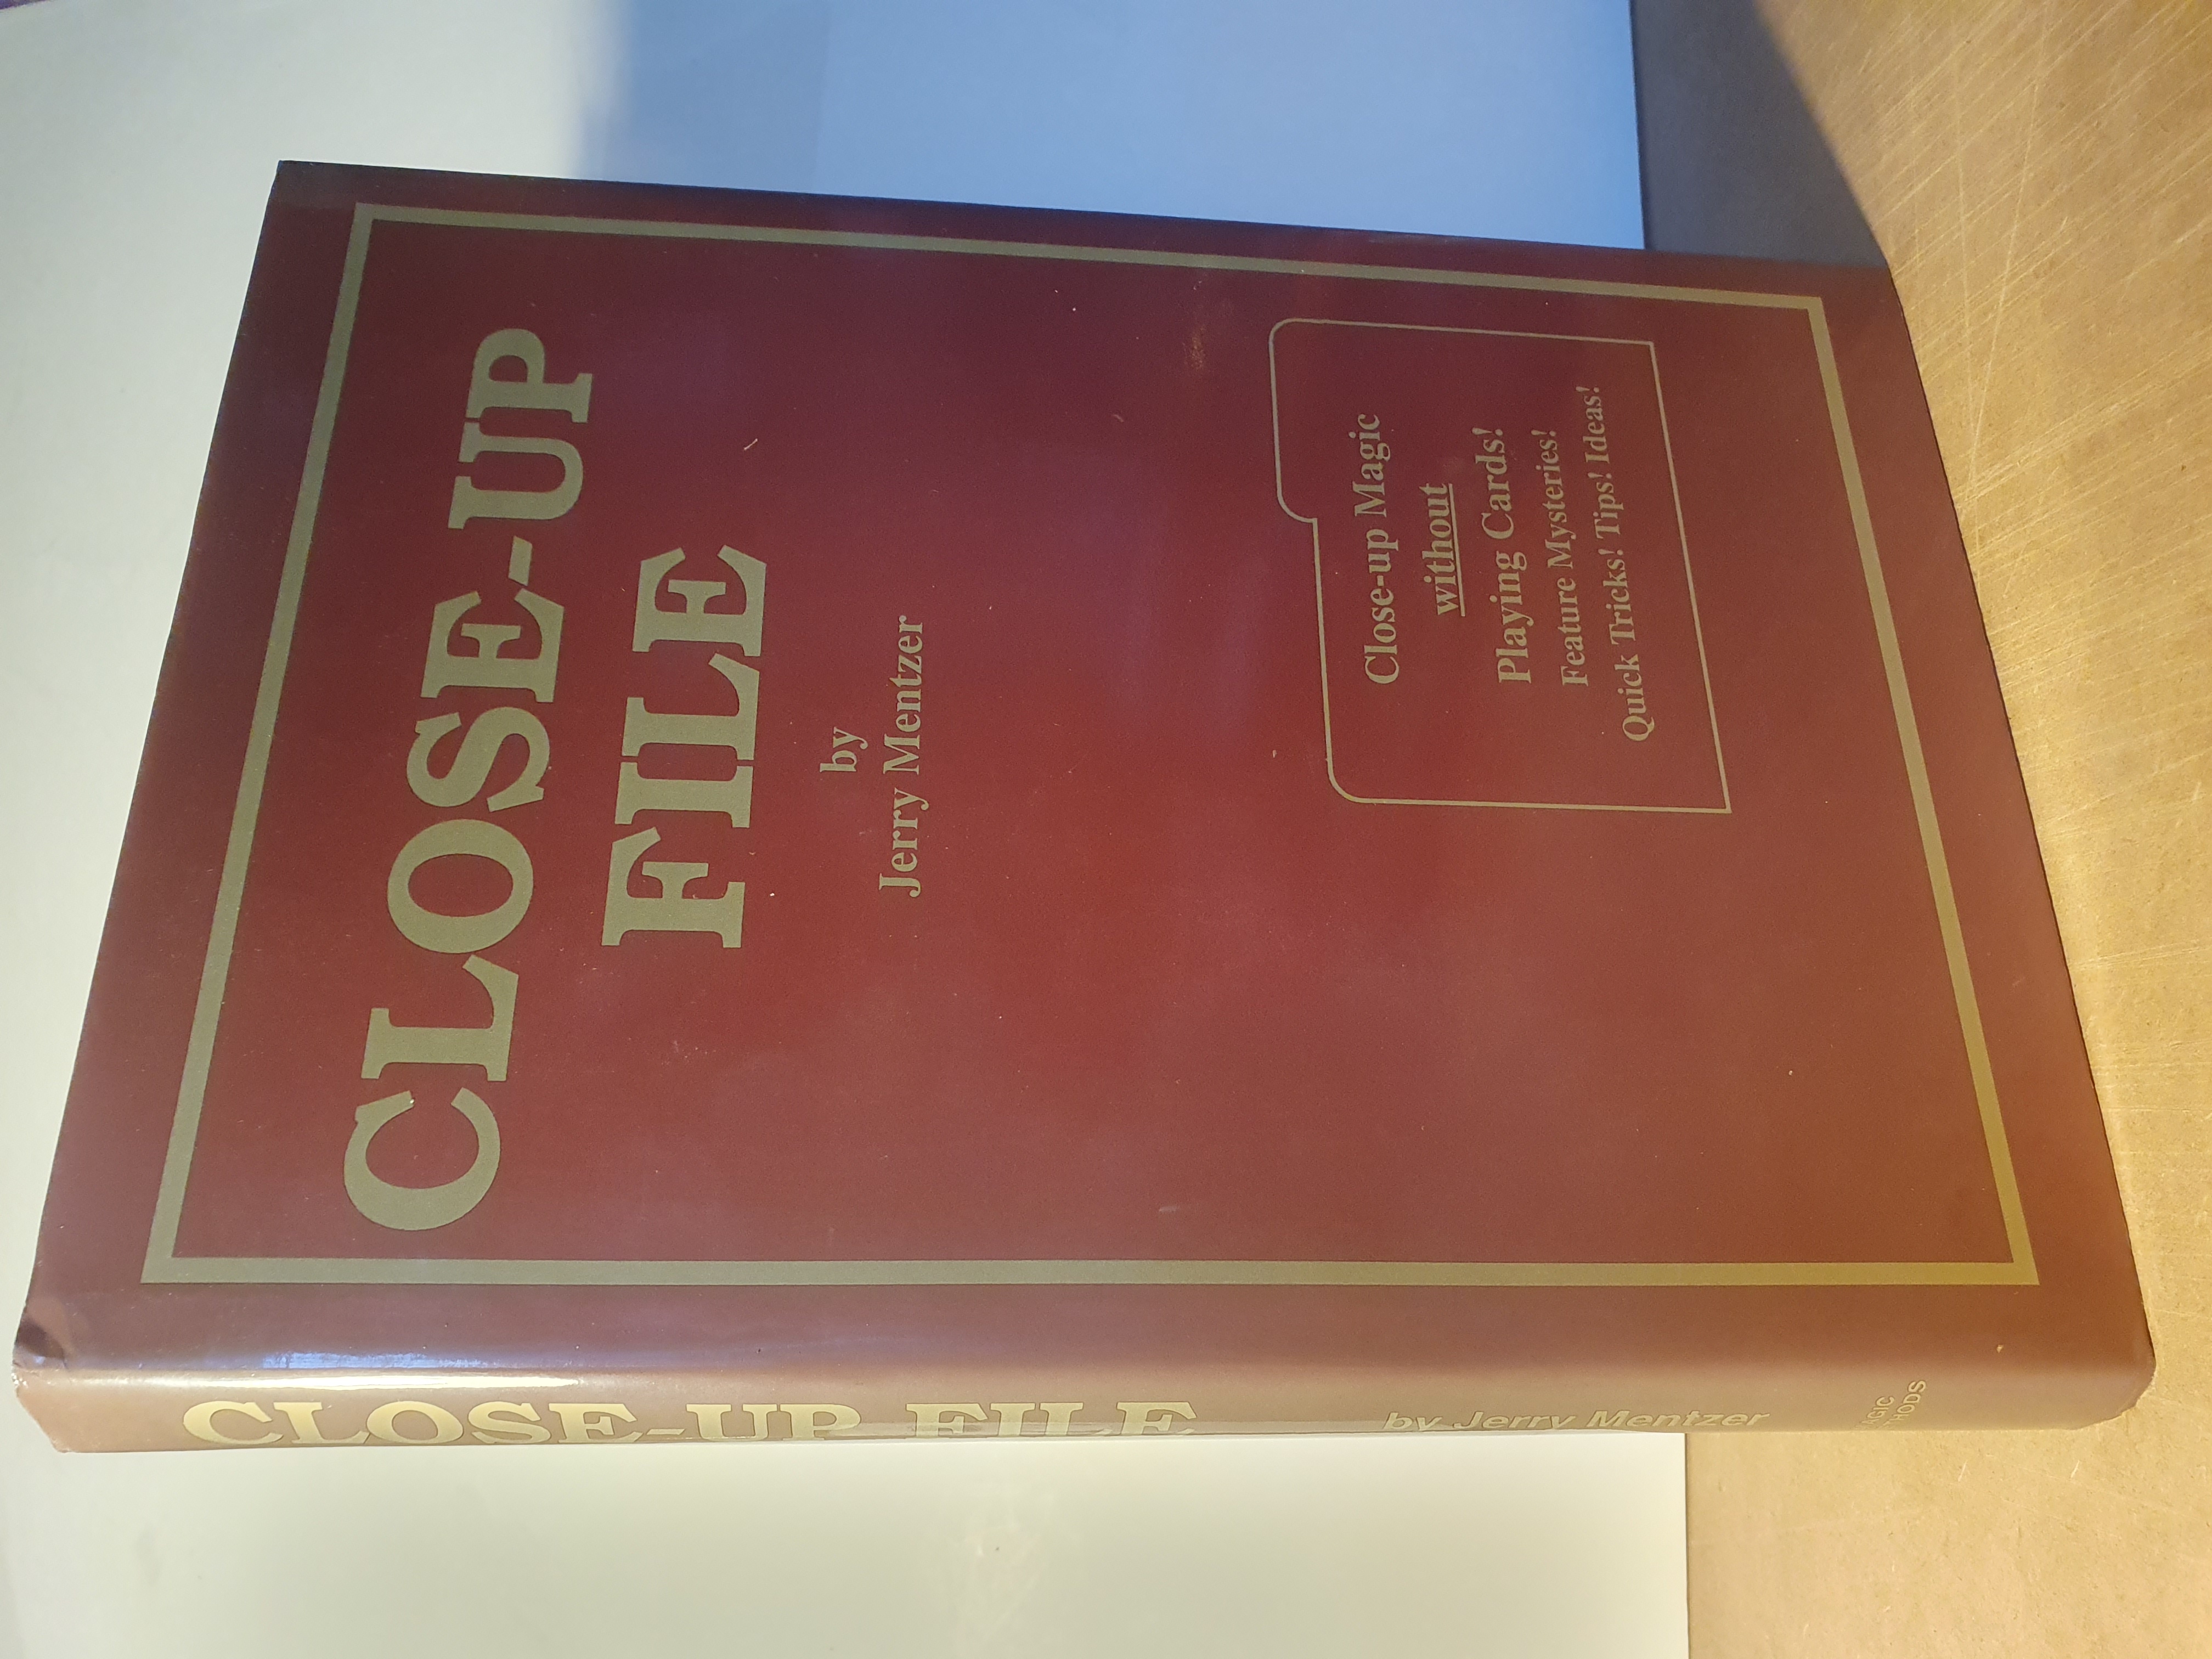 CLOSE-UP
FILE
by
Jerry Mentzer
Close-up Magic
without
Playing Cards!
Feature Mysteries!
Quick Tricks! Tips! Ideas!
CLOSE-UP FILE
by Jerry Mentzer